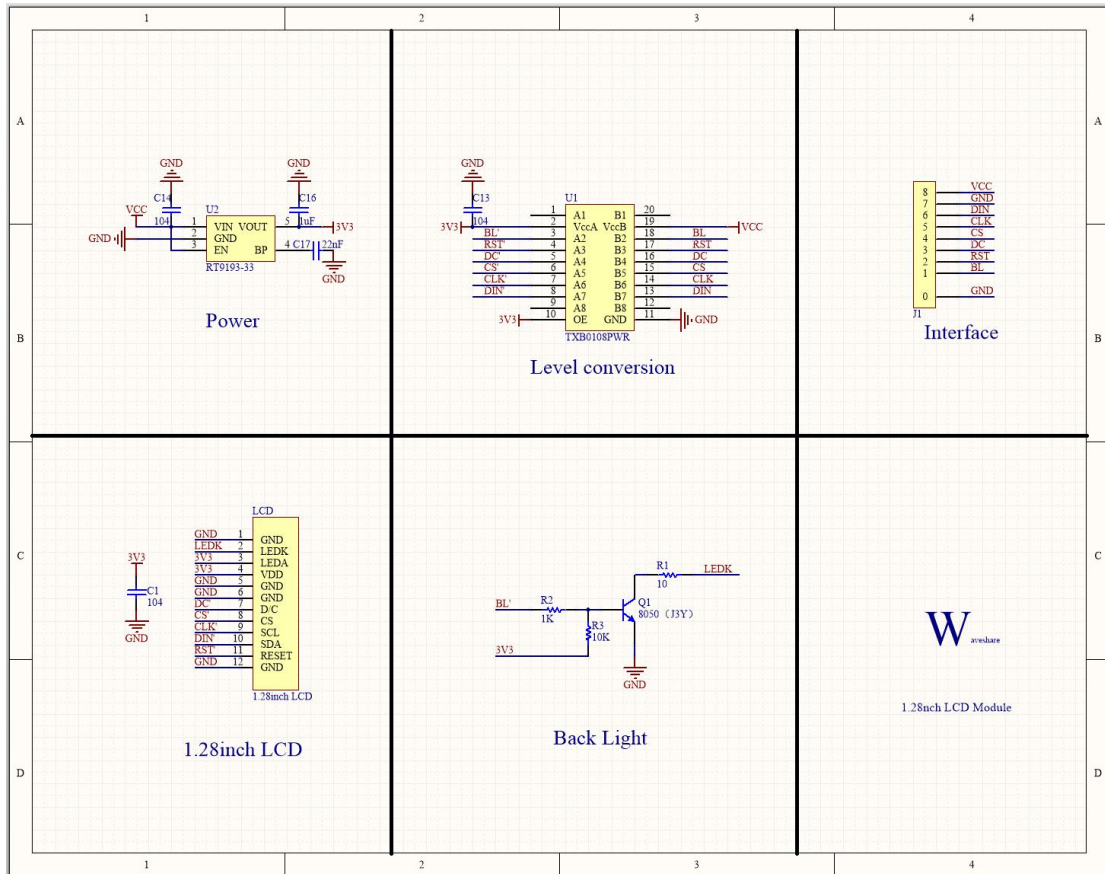 1
2
3
4
A
B
C
D
A
B
C
D
GND
GND
C14
C16
VCC
104
U2
1uF
3V3
1
VIN VOUT
5
GND
2
GND
3
EN BP
4
C17
22nF
RT9193-33
GND
Power
GND
C13
104
3V3
U1
1
A1 B1
20
2
VccA VccB
19
VCC
BL'
3
A2 B2
18
BL
RST'
4
A3 B3
17
RST
DC'
5
A4 B4
16
DC
CS'
6
A5 B5
15
CS
CLK'
7
A6 B6
14
CLK
DIN'
8
A7 B7
13
DIN
9
A8 B8
12
3V3
10
OE GND
11
GND
TXB0108PWR
Level conversion
8
VCC
7
GND
6
DIN
5
CLK
4
CS
3
DC
2
RST
1
BL
0
GND
J1
Interface
3V3
C1
104
GND
LCD
GND 1 GND
LEDK 2 LEDK
3V3 3 LEDA
3V3 4 VDD
GND 5 GND
GND 6 GND
DC' 7 D/C
CS' 8 CS
CLK' 9 SCL
DIN' 10 SDA
RST' 11 RESET
GND 12 GND
1.28inch LCD
1.28inch LCD
R1
10
LEDK
BL'
R2
1K
Q1
8050（J3Y）
R3
10K
3V3
GND
Back Light
Waveshare
1.28nch LCD Module
1
2
3
4